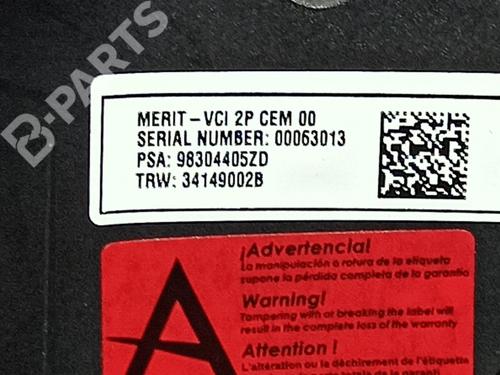 B-PARTS
MERIT-VCI 2P CEM 00
SERIAL NUMBER: 00063013
PSA: 98304405ZD
TRW: 34149002B
¡Advertencia!
La manipulación o rotura de la etiqueta
supone la pérdida completa de la garantía
Warning!
Tampering with or breaking the label will
result in the complete loss of the warranty
Attention !
L'altération ou le déchirement de l'étiquette